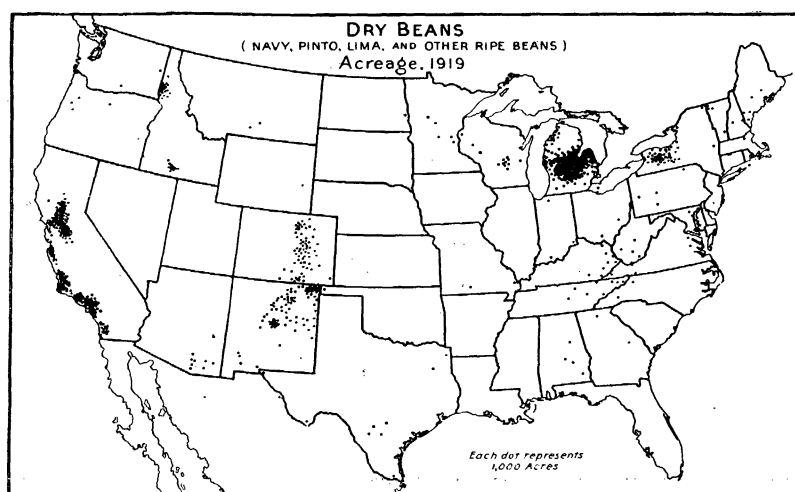 DRY BEANS
( NAVY, PINTO, LIMA, AND OTHER RIPE BEANS )
Acreage, 1919
Each dot represents
1,000 Acres